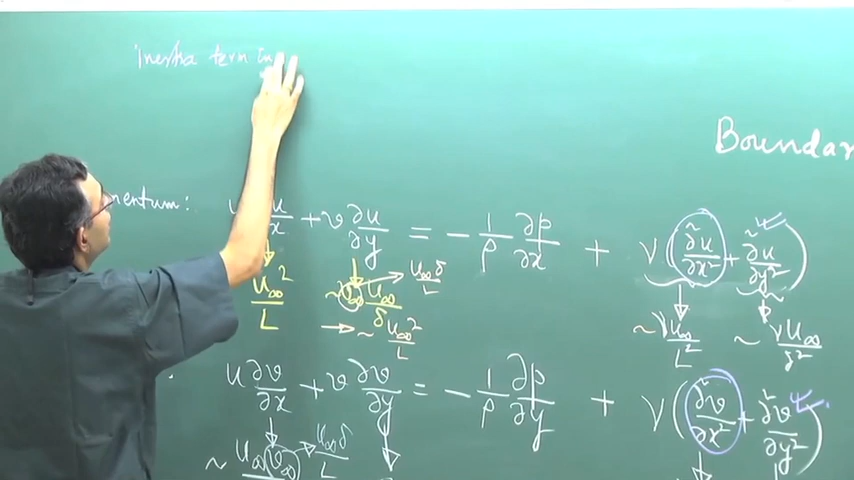 Inertia term in
Boundar
mentum: u ∂u/∂x + v ∂u/∂y = - 1/ρ ∂p/∂x + ν(∂²u/∂x² + ∂²u/∂y²)
u∞²/L ~ v∞ u∞/δ → u∞δ/L ~ νu∞/L² ~ νu∞/δ²
→ ~ u∞²/L
u ∂v/∂x + v ∂v/∂y = - 1/ρ ∂p/∂y + ν(∂²v/∂x² + ∂²v/∂y²)
~ u∞ v∞ → u∞δ/L